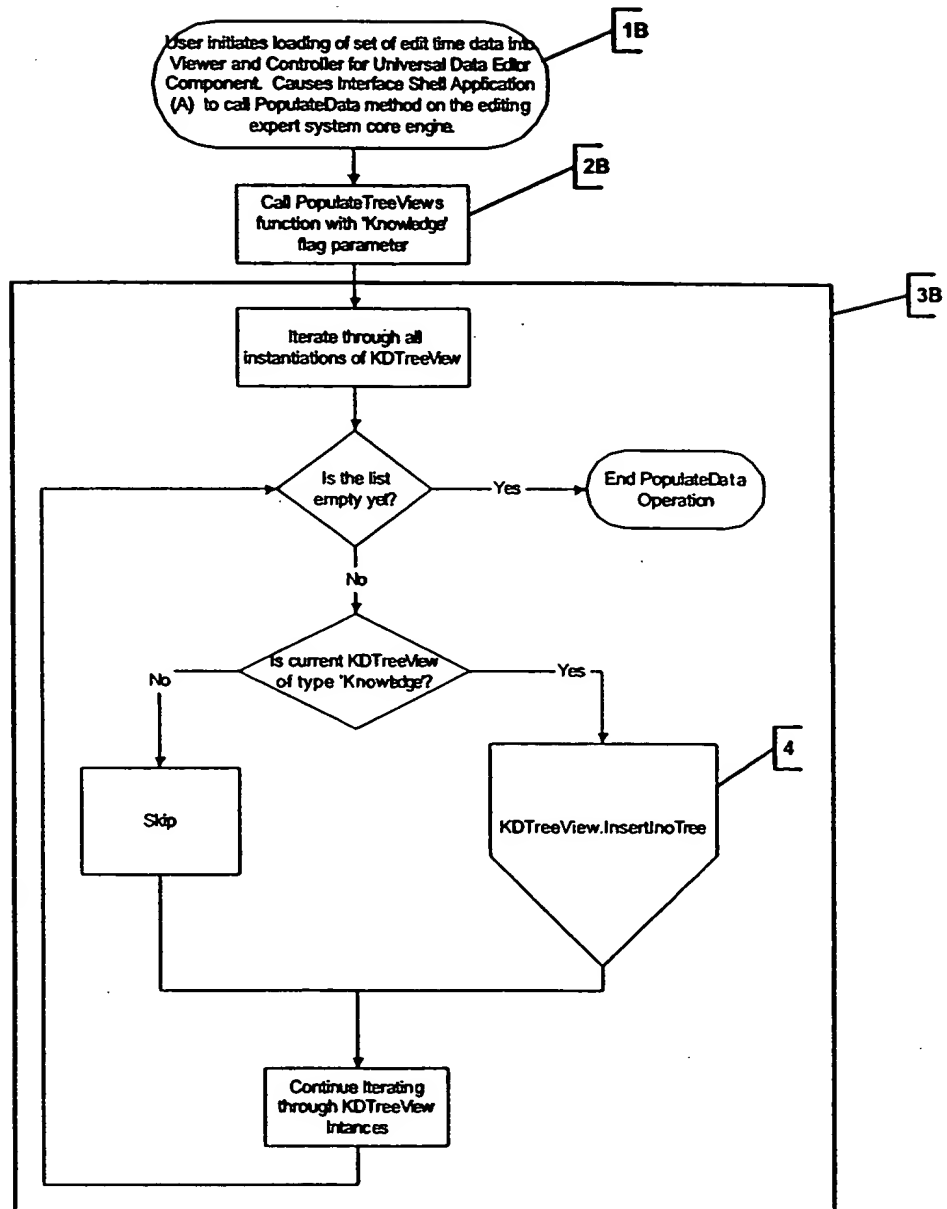 1B
User initiates loading of set of edit time data into
Viewer and Controller for Universal Data Editor
Component. Causes Interface Shell Application
(A) to call PopulateData method on the editing
expert system core engine.
2B
Call PopulateTreeViews
function with 'Knowledge'
flag parameter
3B
Iterate through all
instantiations of KDTreeView
Is the list
empty yet?
Yes
End PopulateData
Operation
No
Is current KDTreeView
of type 'Knowledge'?
No
Yes
4
Skip
KDTreeView.InsertInoTree
Continue Iterating
through KDTreeView
Intances